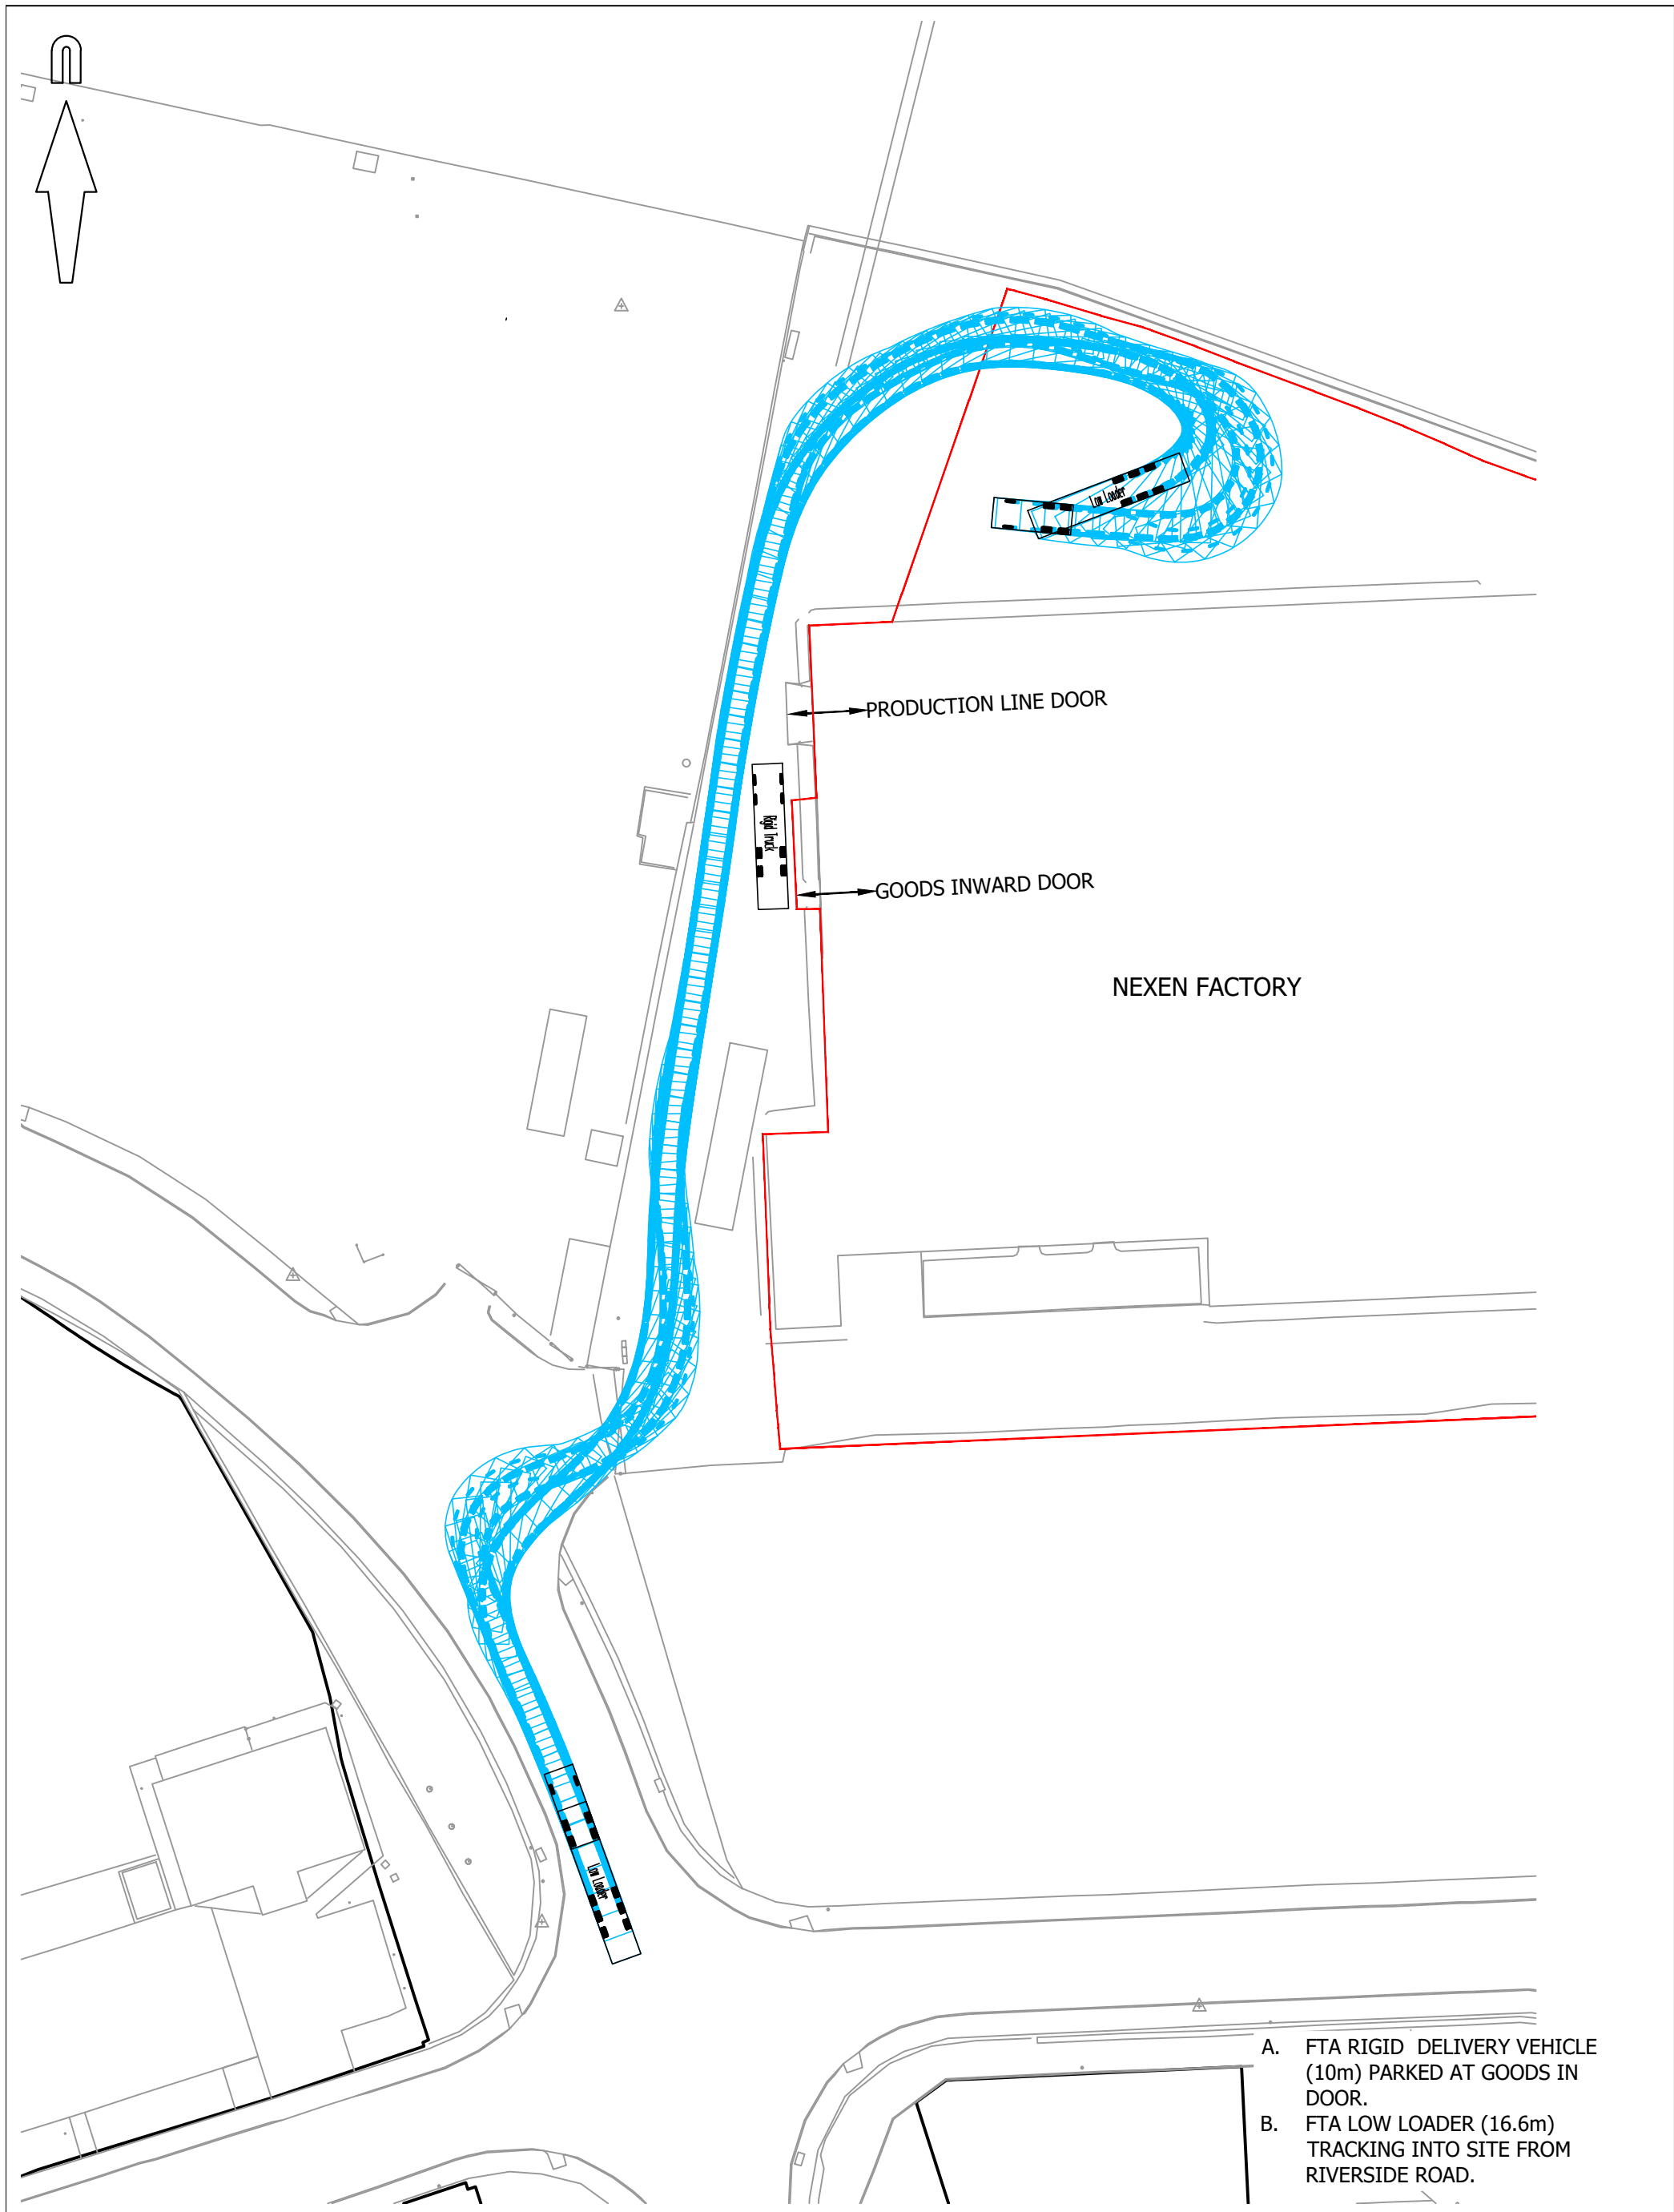 Low Loader
PRODUCTION LINE DOOR
Rigid Truck
GOODS INWARD DOOR
NEXEN FACTORY
Low Loader
A. FTA RIGID DELIVERY VEHICLE
(10m) PARKED AT GOODS IN
DOOR.
B. FTA LOW LOADER (16.6m)
TRACKING INTO SITE FROM
RIVERSIDE ROAD.